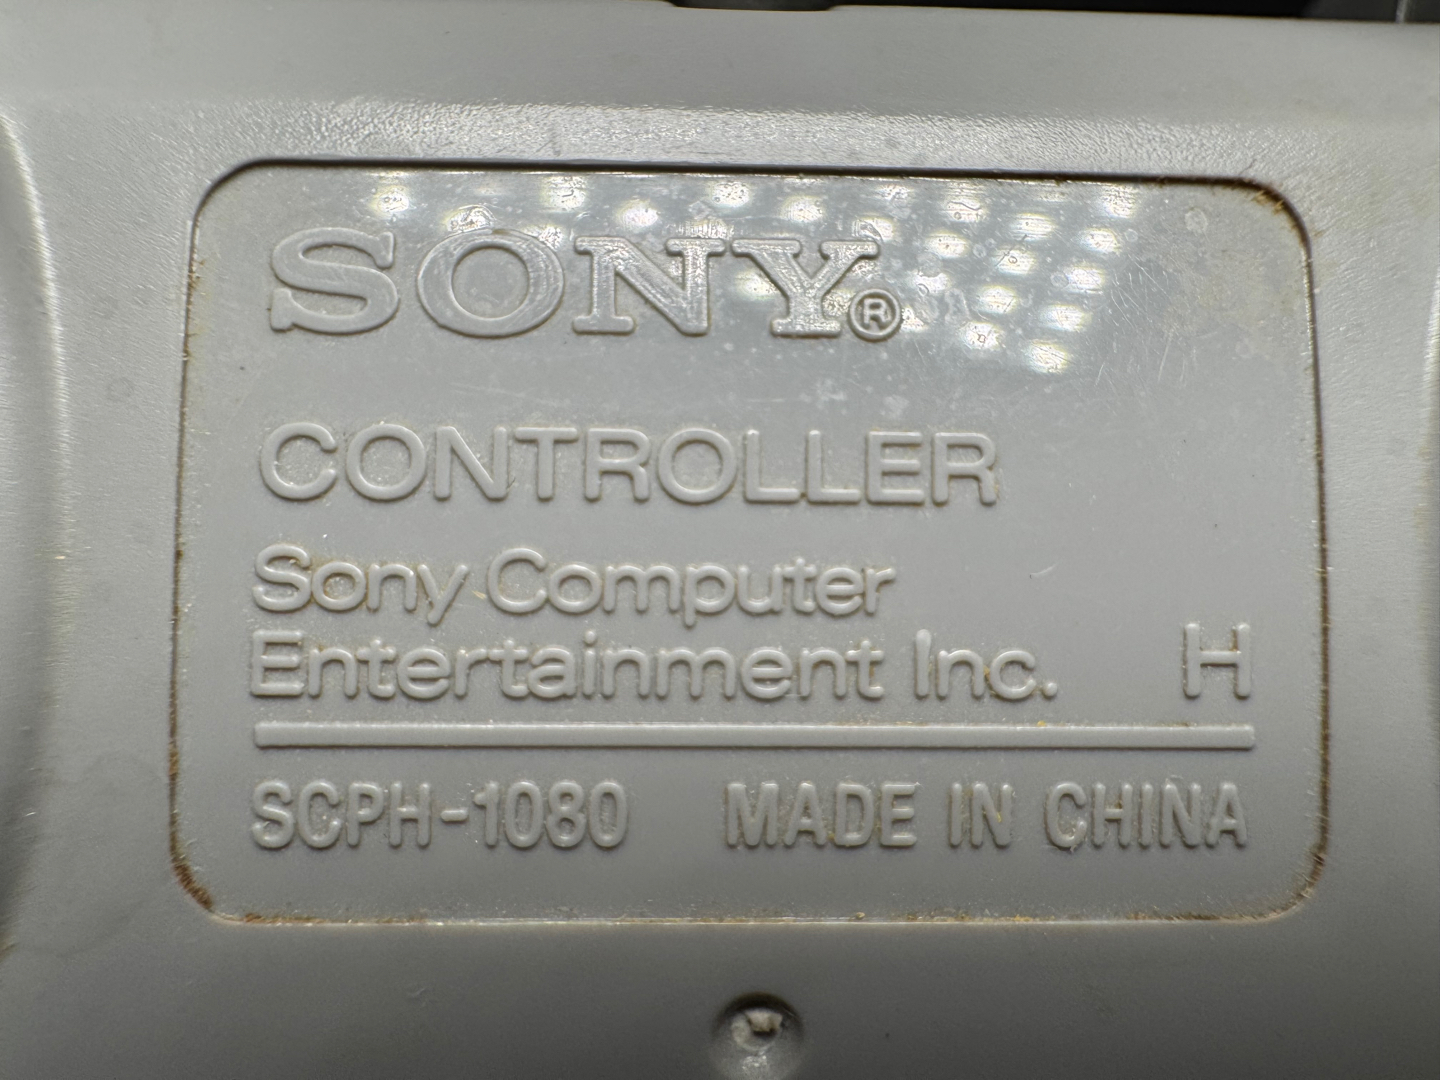 SONY®
CONTROLLER
Sony Computer
Entertainment Inc. H
SCPH-1080 MADE IN CHINA